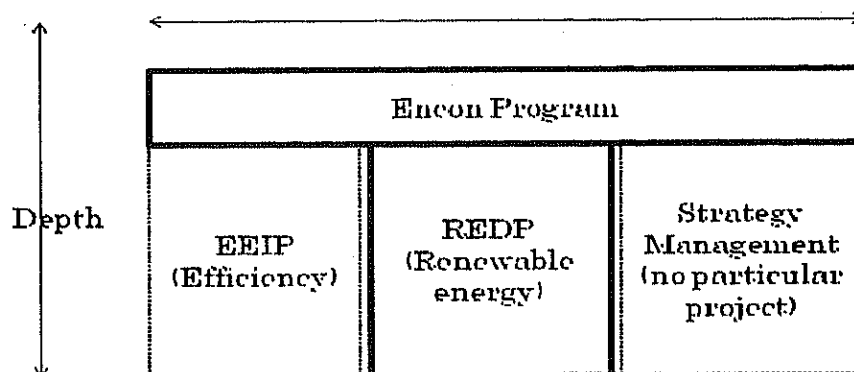 Encon Program
Depth
EEIP
(Efficiency)
REDP
(Renewable
energy)
Strategy
Management
(no particular
project)